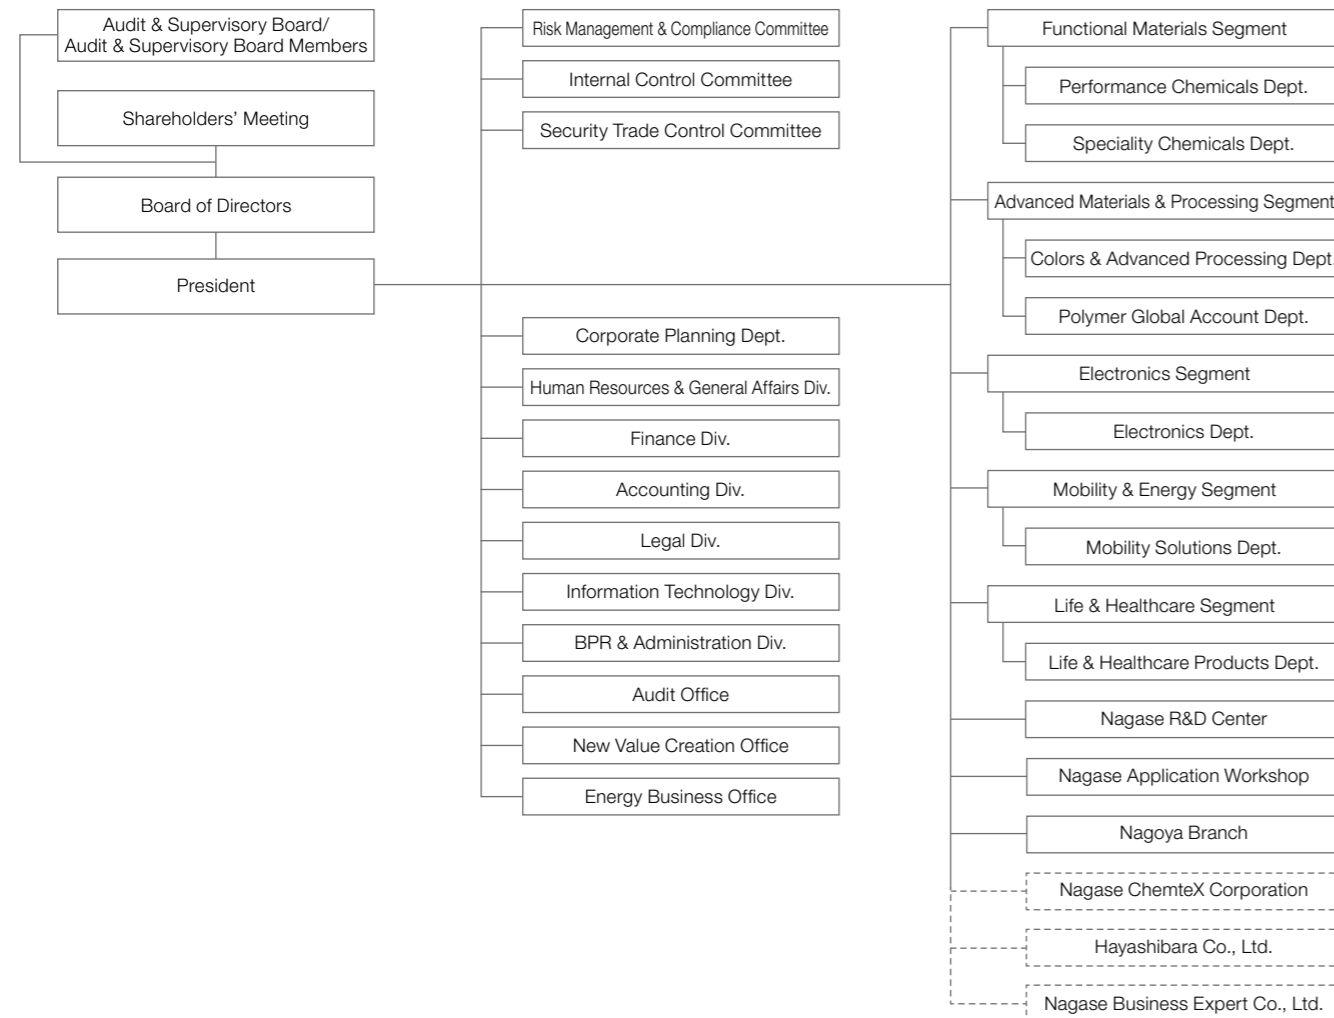 Audit & Supervisory Board/
Audit & Supervisory Board Members
Shareholders’ Meeting
Board of Directors
President
Risk Management & Compliance Committee
Internal Control Committee
Security Trade Control Committee
Corporate Planning Dept.
Human Resources & General Affairs Div.
Finance Div.
Accounting Div.
Legal Div.
Information Technology Div.
BPR & Administration Div.
Audit Office
New Value Creation Office
Energy Business Office
Functional Materials Segment
Performance Chemicals Dept.
Speciality Chemicals Dept.
Advanced Materials & Processing Segment
Colors & Advanced Processing Dept.
Polymer Global Account Dept.
Electronics Segment
Electronics Dept.
Mobility & Energy Segment
Mobility Solutions Dept.
Life & Healthcare Segment
Life & Healthcare Products Dept.
Nagase R&D Center
Nagase Application Workshop
Nagoya Branch
Nagase ChemteX Corporation
Hayashibara Co., Ltd.
Nagase Business Expert Co., Ltd.